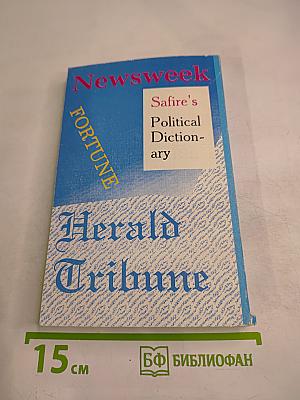 Newsweek
Safire's
Political
Diction-
ary
FORTUNE
Herald
Tribune
15 см
БФ БИБЛИОФАН